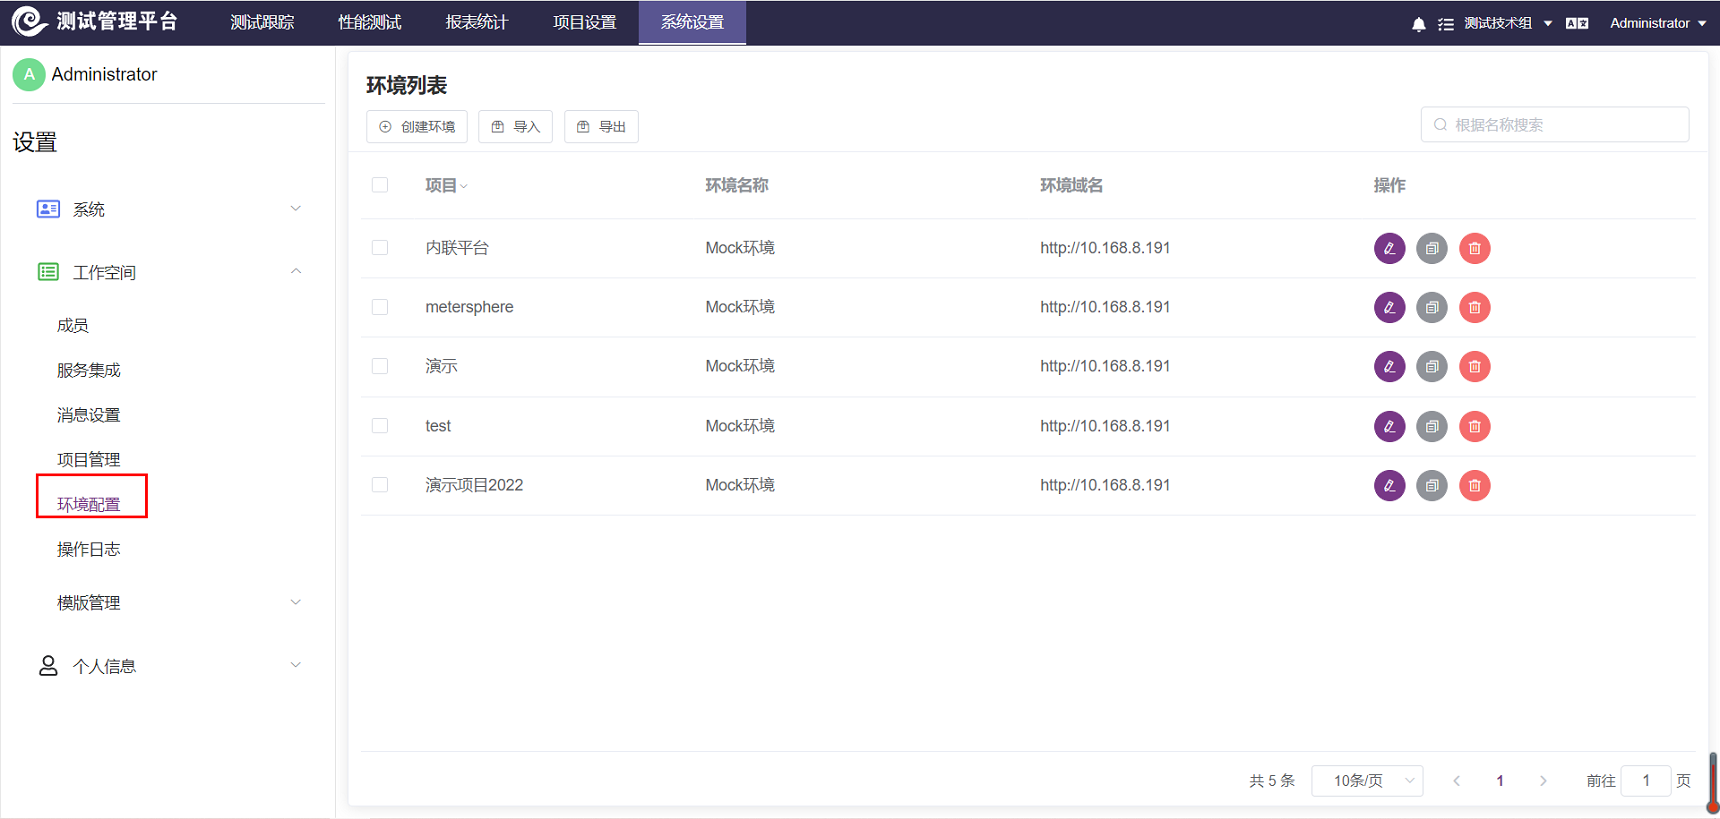 测试管理平台 测试跟踪 性能测试 报表统计 项目设置 系统设置 测试技术组 Administrator
A Administrator
设置
系统
工作空间
成员
服务集成
消息设置
项目管理
环境配置
操作日志
模版管理
个人信息
环境列表
创建环境 导入 导出 根据名称搜索
项目 环境名称 环境域名 操作
内联平台 Mock环境 http://10.168.8.191
metersphere Mock环境 http://10.168.8.191
演示 Mock环境 http://10.168.8.191
test Mock环境 http://10.168.8.191
演示项目2022 Mock环境 http://10.168.8.191
共 5 条 10条/页 1 前往 1 页